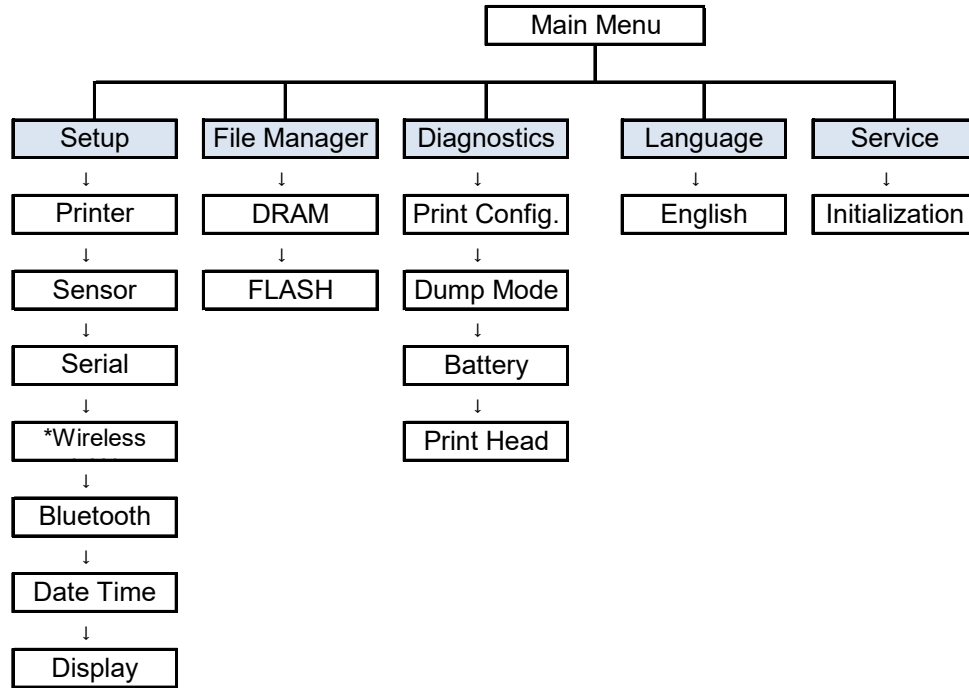 Main Menu
Setup
File Manager
Diagnostics
Language
Service
↓ ↓ ↓ ↓ ↓
Printer
DRAM
Print Config.
English
Initialization
↓ ↓ ↓
Sensor
FLASH
Dump Mode
↓ ↓
Serial
Battery
↓ ↓
*Wireless
Print Head
↓
Bluetooth
↓
Date Time
↓
Display